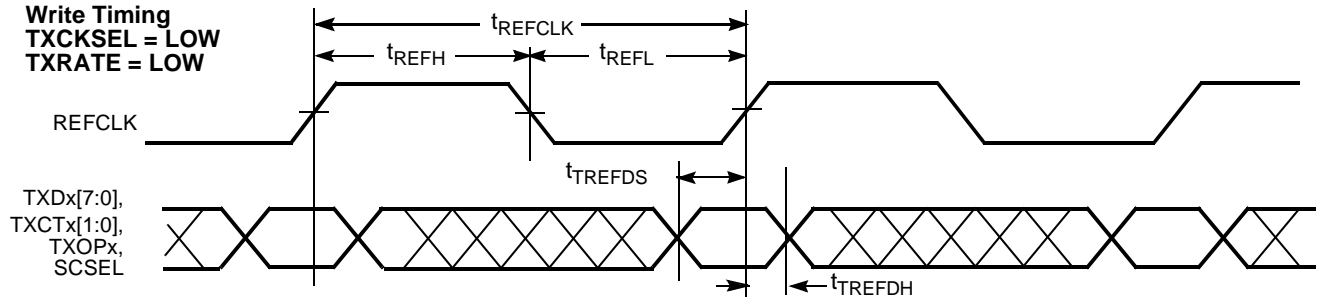 Write Timing
TXCKSEL = LOW
TXRATE = LOW
tREFCLK
tREFH
tREFL
REFCLK
tTREFDS
TXDx[7:0],
TXCTx[1:0],
TXOPx,
SCSEL
tTREFDH